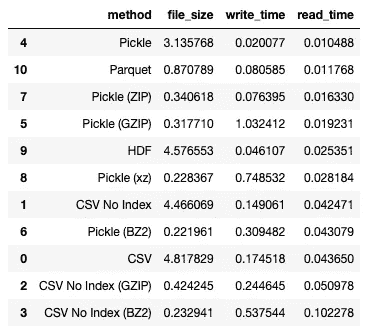 method file_size write_time read_time
4 Pickle 3.135768 0.020077 0.010488
10 Parquet 0.870789 0.080585 0.011768
7 Pickle (ZIP) 0.340618 0.076395 0.016330
5 Pickle (GZIP) 0.317710 1.032412 0.019231
9 HDF 4.576553 0.046107 0.025351
8 Pickle (xz) 0.228367 0.748532 0.028184
1 CSV No Index 4.466069 0.149061 0.042471
6 Pickle (BZ2) 0.221961 0.309482 0.043079
0 CSV 4.817829 0.174518 0.043650
2 CSV No Index (GZIP) 0.424245 0.244645 0.050978
3 CSV No Index (BZ2) 0.232941 0.537544 0.102278